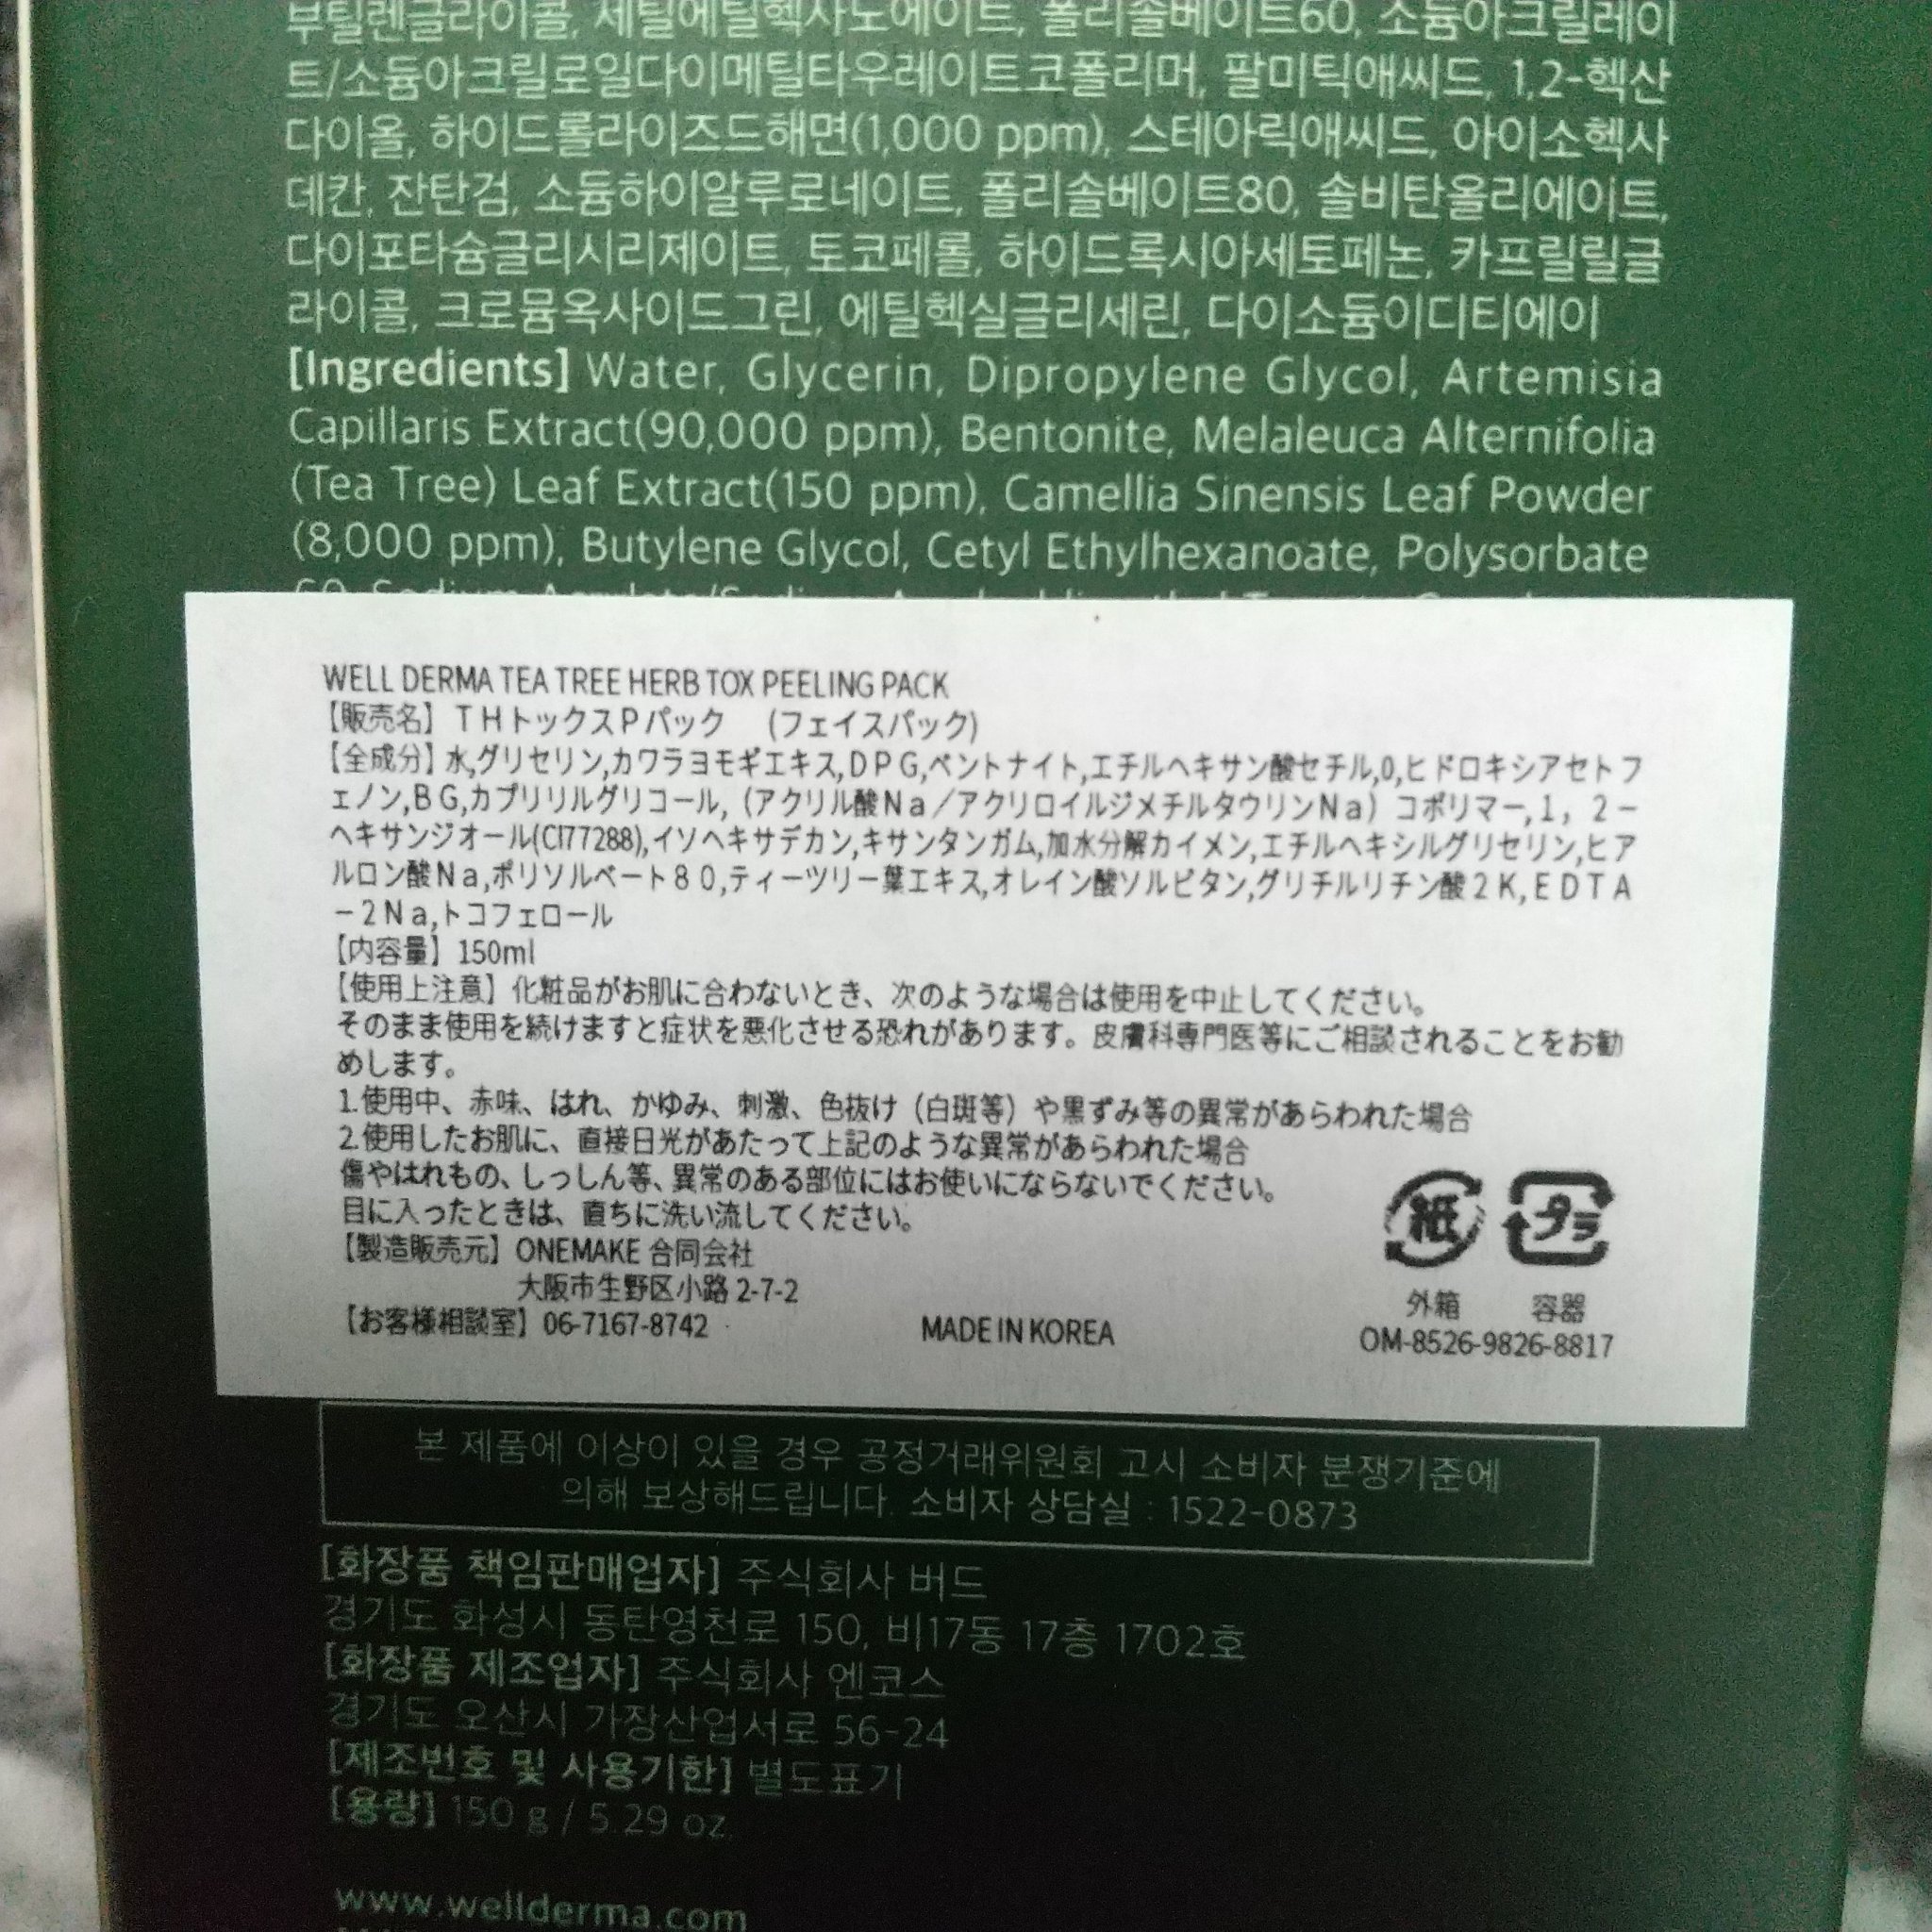 부틸렌글라이콜, 세틸에틸헥사노에이트, 폴리솔베이트60, 소듐아크릴레이
트/소듐아크릴로일다이메틸타우레이트코폴리머, 팔미틱애씨드, 1,2-헥산
다이올, 하이드롤라이즈드해면(1,000 ppm), 스테아릭애씨드, 아이소헥사
데칸, 잔탄검, 소듐하이알루로네이트, 폴리솔베이트80, 솔비탄올리에이트,
다이포타슘글리시리제이트, 토코페롤, 하이드록시아세토페논, 카프릴릴글
라이콜, 크로뮴옥사이드그린, 에틸헥실글리세린, 다이소듐이디티에이
[Ingredients] Water, Glycerin, Dipropylene Glycol, Artemisia
Capillaris Extract(90,000 ppm), Bentonite, Melaleuca Alternifolia
(Tea Tree) Leaf Extract(150 ppm), Camellia Sinensis Leaf Powder
(8,000 ppm), Butylene Glycol, Cetyl Ethylhexanoate, Polysorbate
WELL DERMA TEA TREE HERB TOX PEELING PACK
【販売名】ＴＨトックスＰパック （フェイスパック）
【全成分】水,グリセリン,カワラヨモギエキス,ＤＰＧ,ベントナイト,エチルヘキサン酸セチル,0,ヒドロキシアセトフ
ェノン,ＢＧ,カプリリルグリコール,（アクリル酸Ｎａ／アクリロイルジメチルタウリンＮａ）コポリマー,１，２－
ヘキサンジオール(CI77288),イソヘキサデカン,キサンタンガム,加水分解カイメン,エチルヘキシルグリセリン,ヒア
ルロン酸Ｎａ,ポリソルベート８０,ティーツリー葉エキス,オレイン酸ソルビタン,グリチルリチン酸２Ｋ,ＥＤＴＡ
－２Ｎａ,トコフェロール
【内容量】150ml
【使用上注意】化粧品がお肌に合わないとき、次のような場合は使用を中止してください。
そのまま使用を続けますと症状を悪化させる恐れがあります。皮膚科専門医等にご相談されることをお勧
めします。
1.使用中、赤味、はれ、かゆみ、刺激、色抜け（白斑等）や黒ずみ等の異常があらわれた場合
2.使用したお肌に、直接日光があたって上記のような異常があらわれた場合
傷やはれもの、しっしん等、異常のある部位にはお使いにならないでください。
目に入ったときは、直ちに洗い流してください。
紙 プラ
【製造販売元】ONEMAKE 合同会社
大阪市生野区小路 2-7-2
外箱 容器
【お客様相談室】06-7167-8742 MADE IN KOREA OM-8526-9826-8817
본 제품에 이상이 있을 경우 공정거래위원회 고시 소비자 분쟁기준에
의해 보상해드립니다. 소비자 상담실 : 1522-0873
[화장품 책임판매업자] 주식회사 버드
경기도 화성시 동탄영천로 150, 비17동 17층 1702호
[화장품 제조업자] 주식회사 엔코스
경기도 오산시 가장산업서로 56-24
[제조번호 및 사용기한] 별도표기
[용량] 150 g / 5.29 oz.
www.wellderma.com